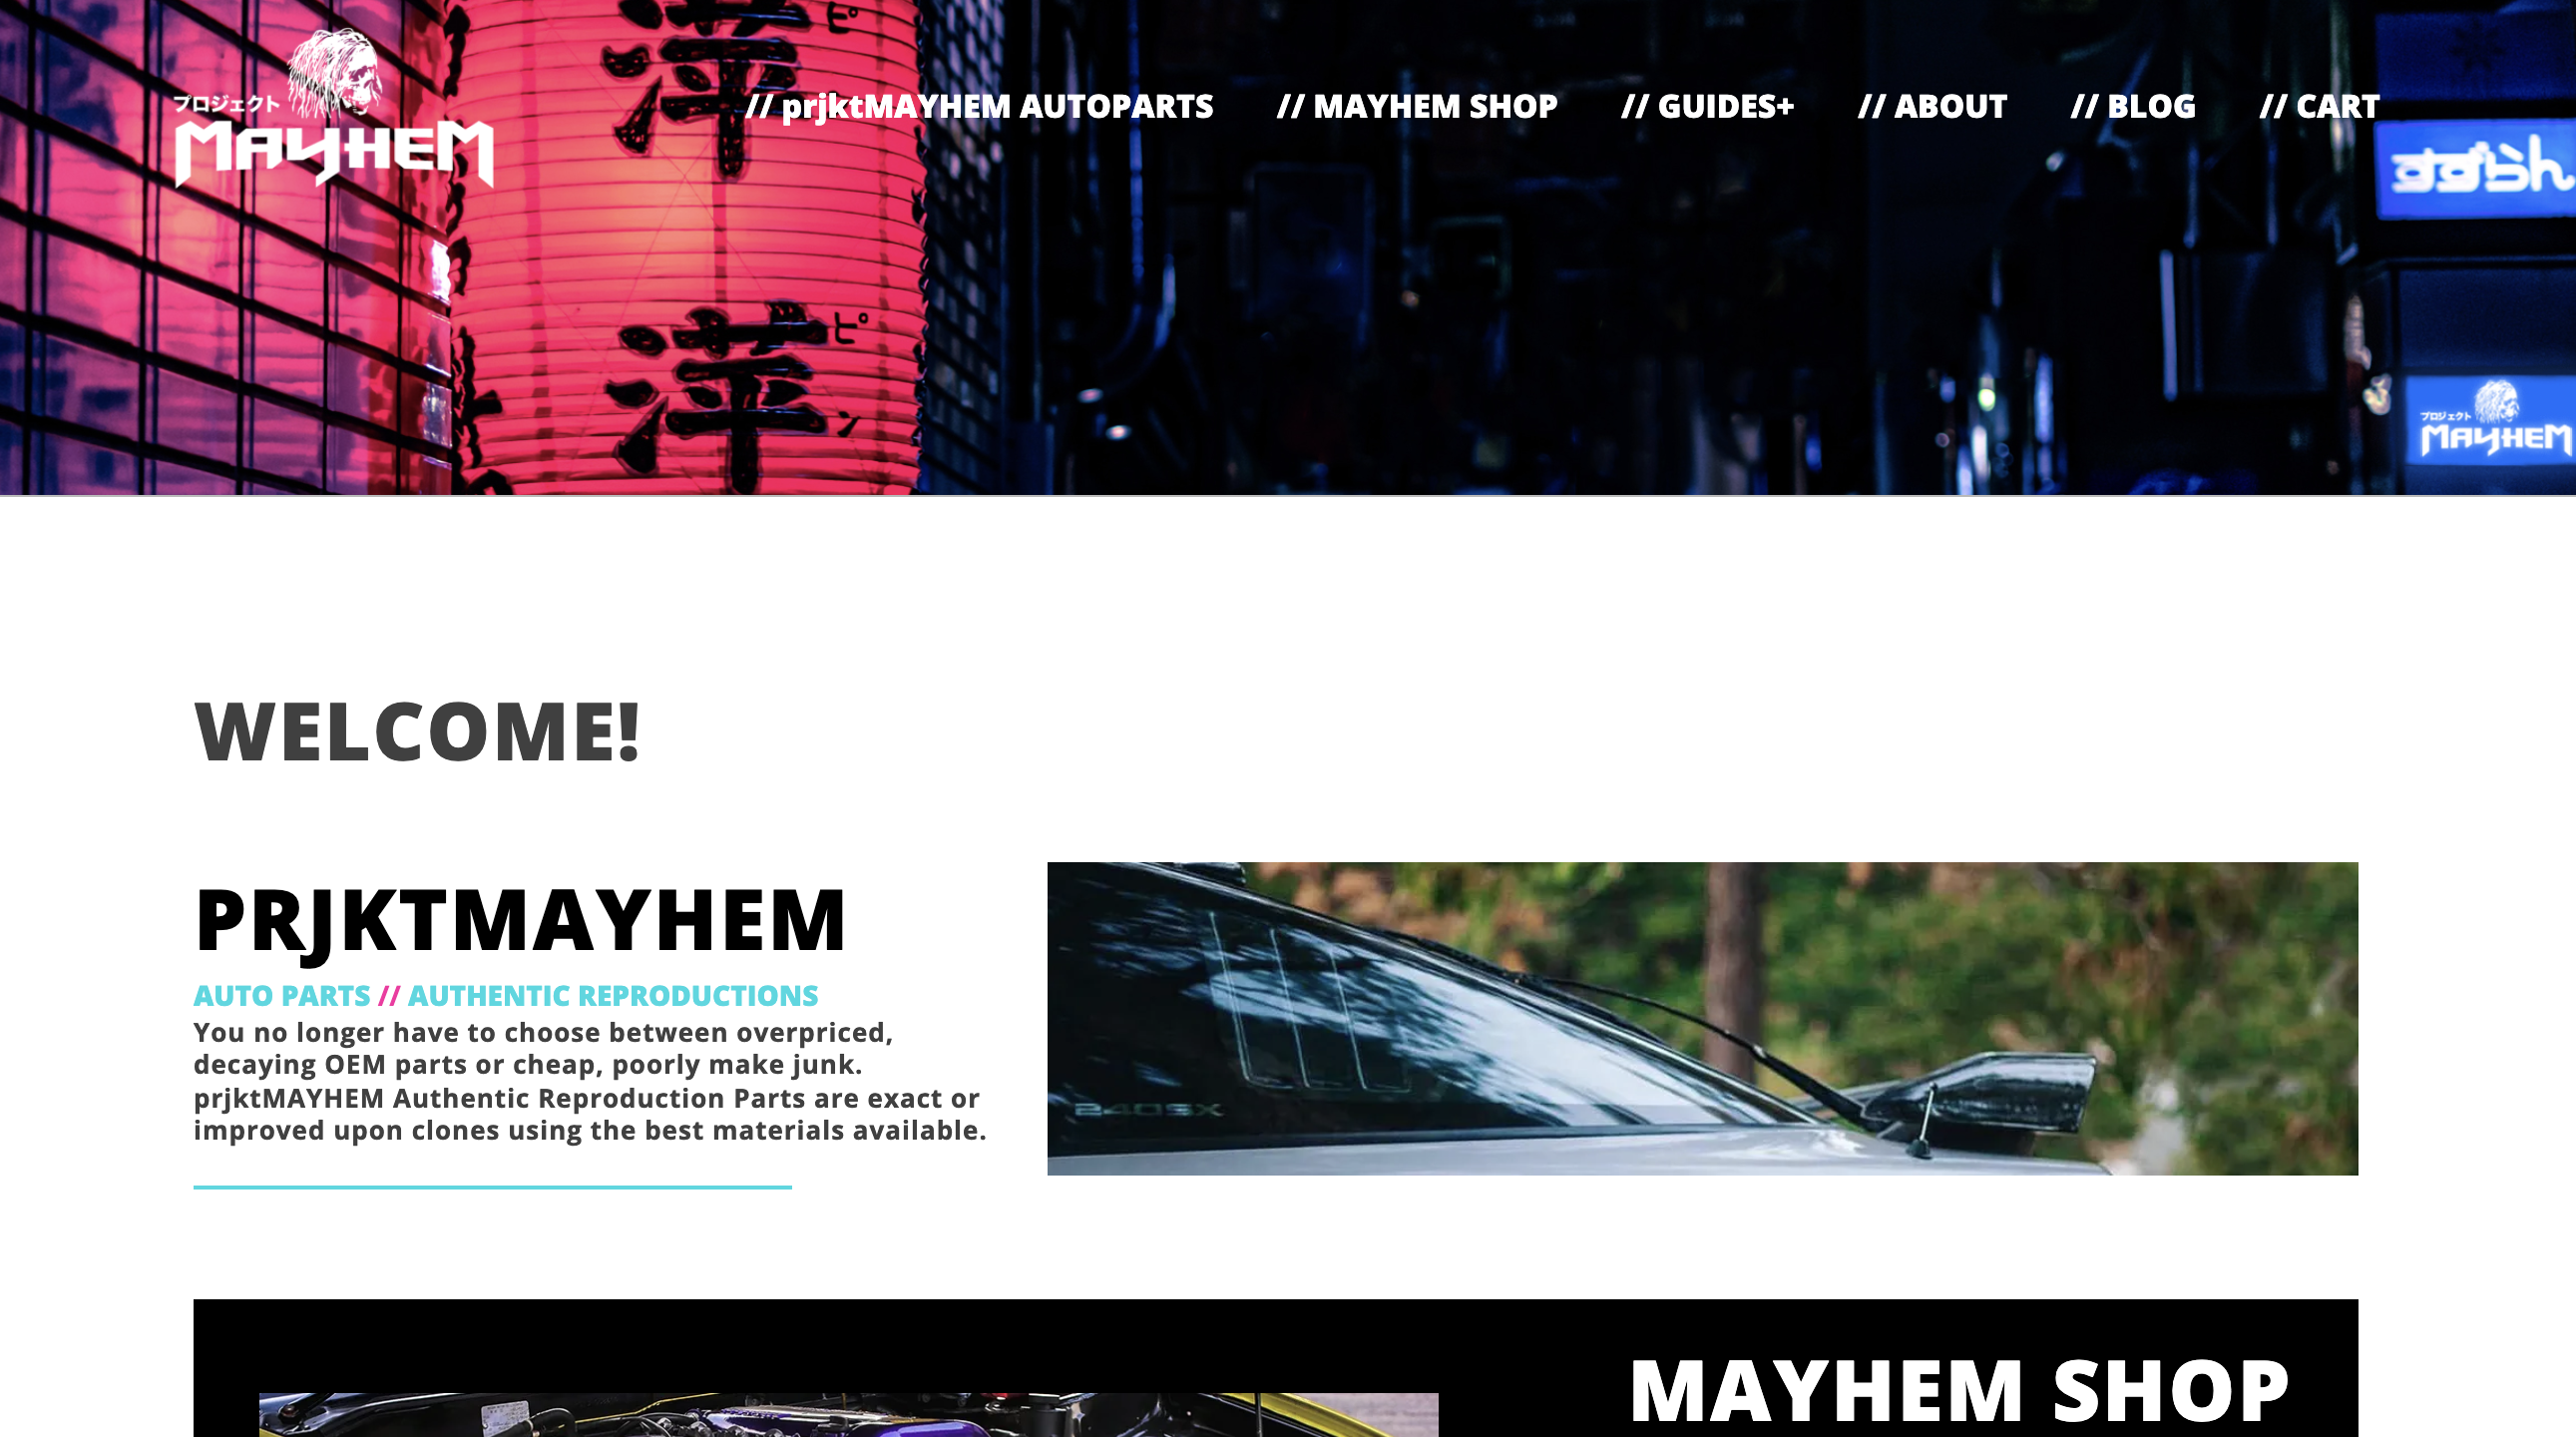 プロジェクト
MAYHEM
// prjktMAYHEM AUTOPARTS // MAYHEM SHOP // GUIDES+ // ABOUT // BLOG // CART
ピ
ピン
すずらん
プロジェクト
MAYHEM
WELCOME!
PRJKTMAYHEM
AUTO PARTS // AUTHENTIC REPRODUCTIONS
You no longer have to choose between overpriced,
decaying OEM parts or cheap, poorly make junk.
prjktMAYHEM Authentic Reproduction Parts are exact or
improved upon clones using the best materials available.
240SX
MAYHEM SHOP